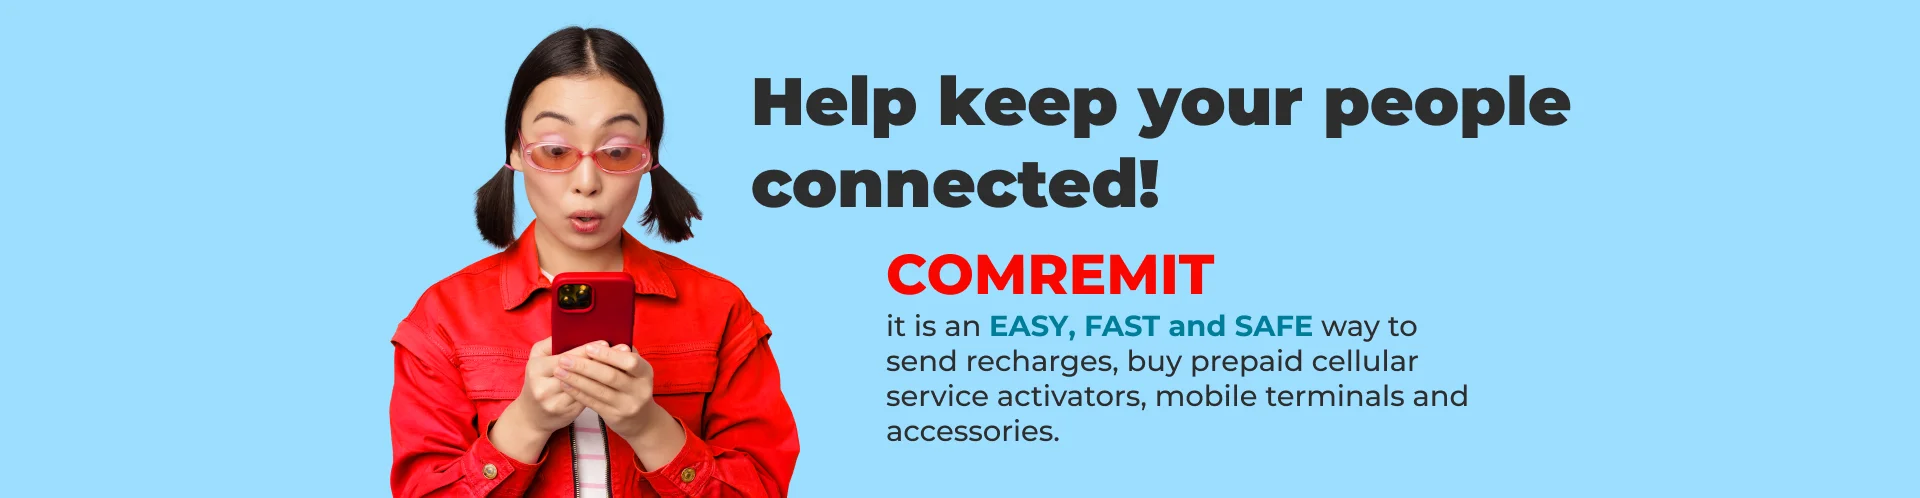 Help keep your people
connected!
COMREMIT
it is an EASY, FAST and SAFE way to
send recharges, buy prepaid cellular
service activators, mobile terminals and
accessories.